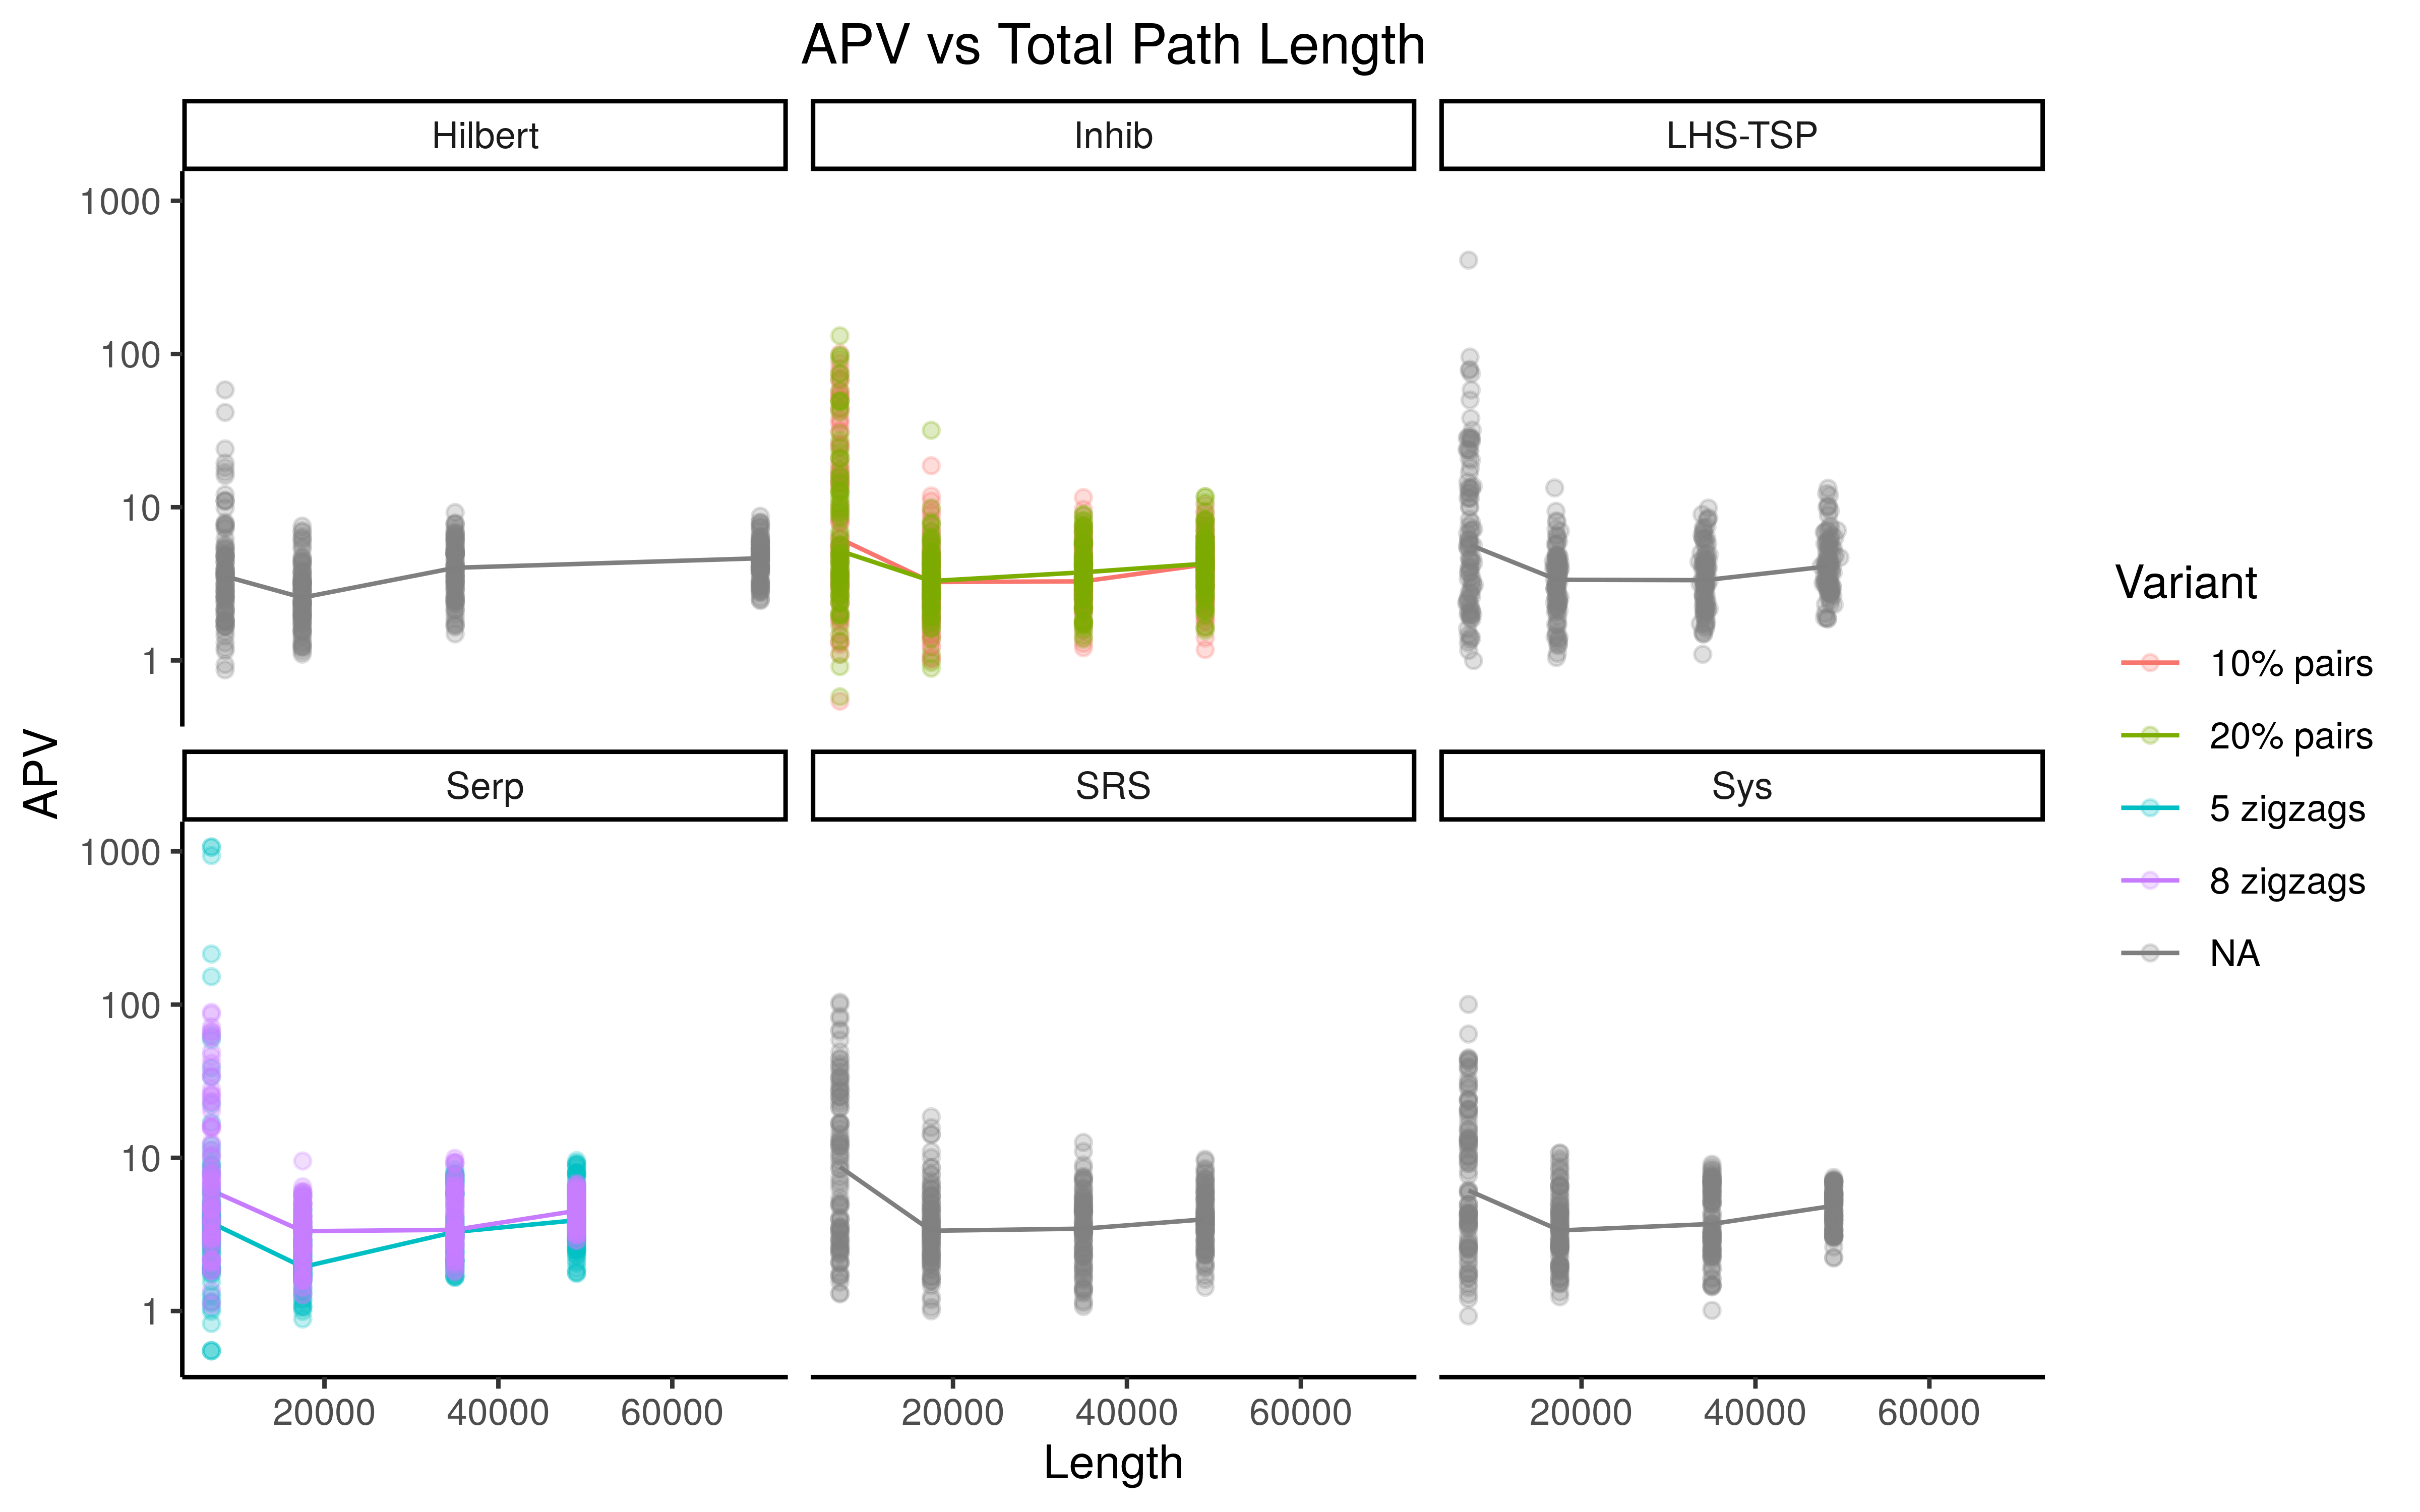 APV vs Total Path Length
Hilbert
Inhib
LHS-TSP
1000
100
10
1
Serp
SRS
Sys
1000
100
10
1
20000 40000 60000
20000 40000 60000
20000 40000 60000
Length
APV
Variant
10% pairs
20% pairs
5 zigzags
8 zigzags
NA